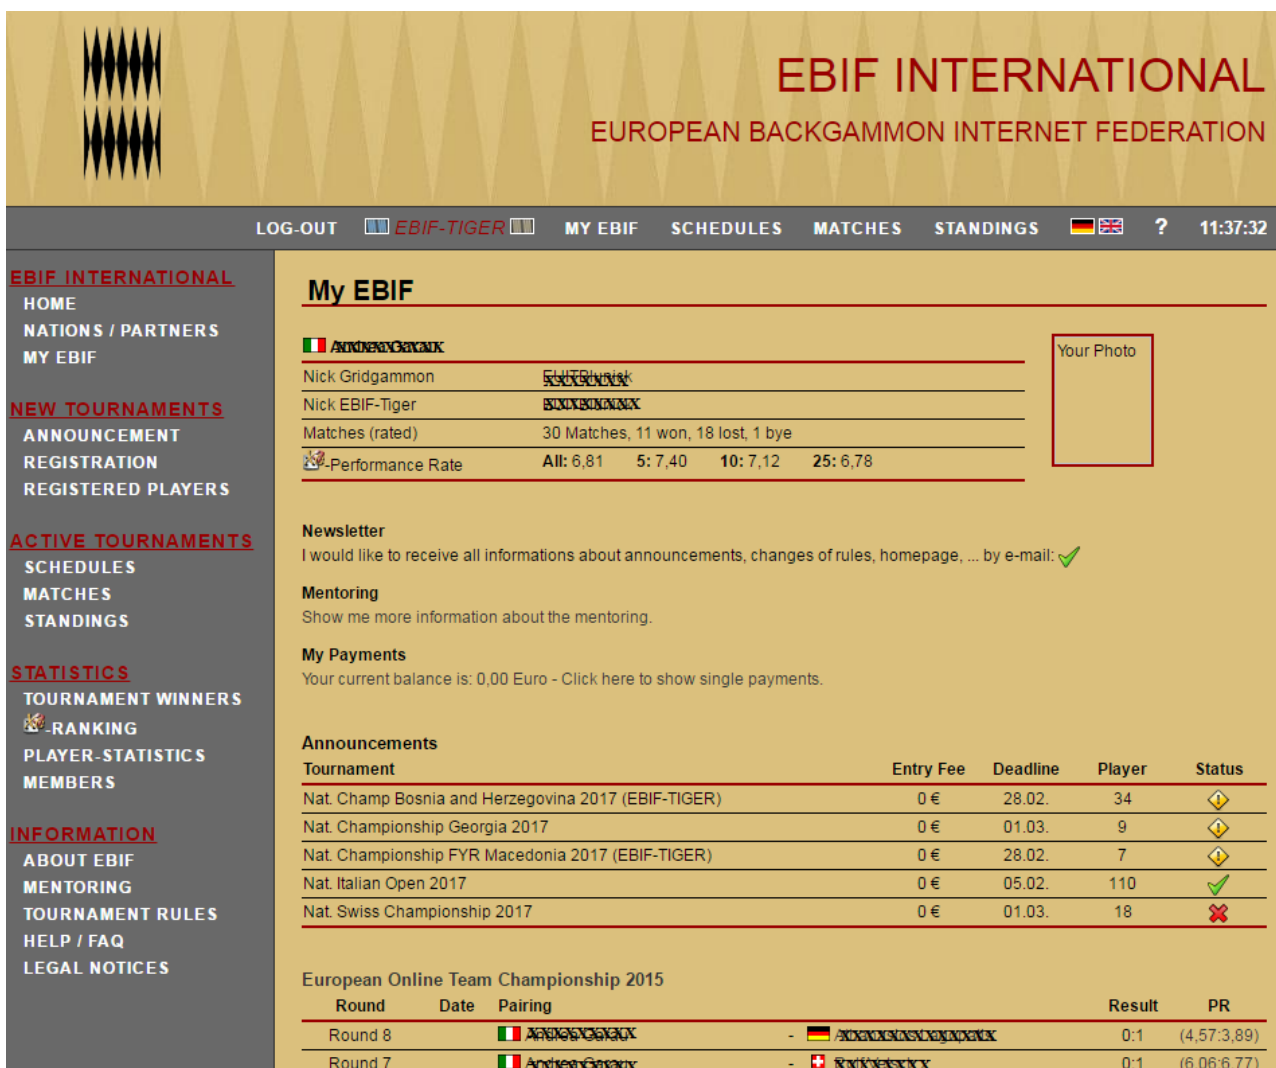 EBIF INTERNATIONAL
EUROPEAN BACKGAMMON INTERNET FEDERATION
LOG-OUT EBIF-TIGER MY EBIF SCHEDULES MATCHES STANDINGS ? 11:37:32
EBIF INTERNATIONAL
HOME
NATIONS / PARTNERS
MY EBIF
NEW TOURNAMENTS
ANNOUNCEMENT
REGISTRATION
REGISTERED PLAYERS
ACTIVE TOURNAMENTS
SCHEDULES
MATCHES
STANDINGS
STATISTICS
TOURNAMENT WINNERS
-RANKING
PLAYER-STATISTICS
MEMBERS
INFORMATION
ABOUT EBIF
MENTORING
TOURNAMENT RULES
HELP / FAQ
LEGAL NOTICES
My EBIF
Your Photo
Nick Gridgammon
Nick EBIF-Tiger
Matches (rated) 30 Matches, 11 won, 18 lost, 1 bye
-Performance Rate All: 6,81 5: 7,40 10: 7,12 25: 6,78
Newsletter
I would like to receive all informations about announcements, changes of rules, homepage, ... by e-mail:
Mentoring
Show me more information about the mentoring.
My Payments
Your current balance is: 0,00 Euro - Click here to show single payments.
Announcements
Tournament Entry Fee Deadline Player Status
Nat. Champ Bosnia and Herzegovina 2017 (EBIF-TIGER) 0 € 28.02. 34
Nat. Championship Georgia 2017 0 € 01.03. 9
Nat. Championship FYR Macedonia 2017 (EBIF-TIGER) 0 € 28.02. 7
Nat. Italian Open 2017 0 € 05.02. 110
Nat. Swiss Championship 2017 0 € 01.03. 18
European Online Team Championship 2015
Round Date Pairing Result PR
Round 8 - 0:1 (4,57:3,89)
Round 7 - 0:1 (6,06:6,77)